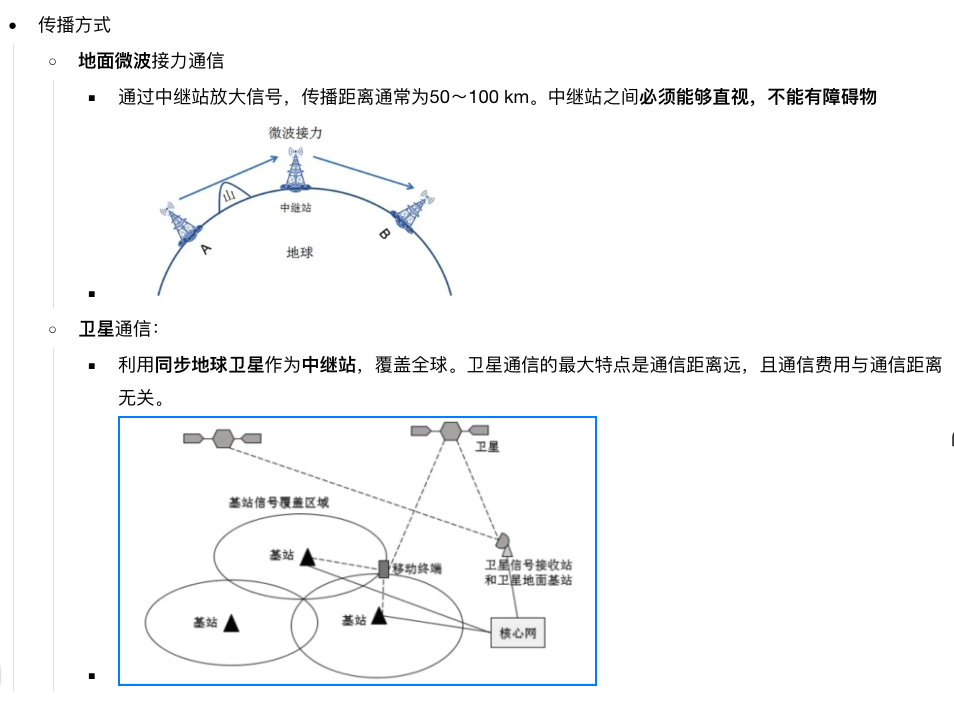 传播方式
地面微波接力通信
通过中继站放大信号，传播距离通常为50～100 km。中继站之间必须能够直视，不能有障碍物
微波接力
山
中继站
A
B
地球
卫星通信：
利用同步地球卫星作为中继站，覆盖全球。卫星通信的最大特点是通信距离远，且通信费用与通信距离
无关。
卫星
基站信号覆盖区域
基站
移动终端
卫星信号接收站
和卫星地面基站
基站
基站
核心网